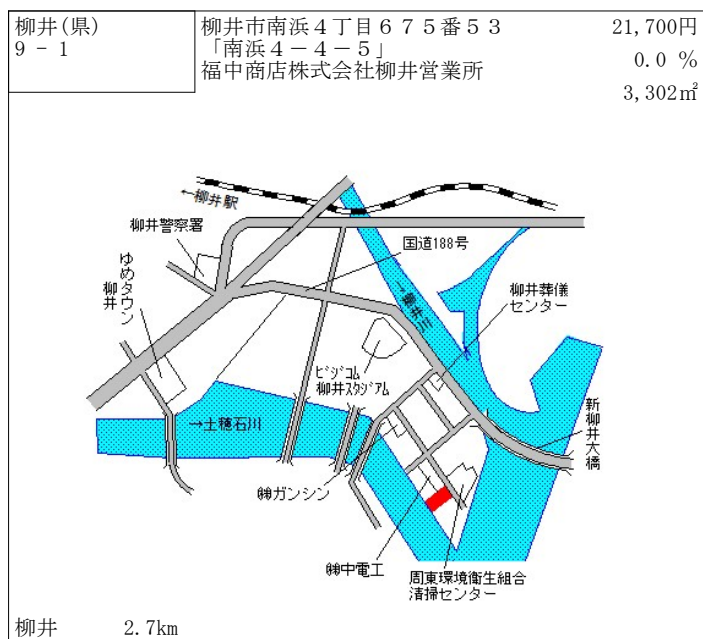 柳井(県)
9 - 1
柳井市南浜４丁目６７５番５３
「南浜４－４－５」
福中商店株式会社柳井営業所
21,700円
0.0 %
3,302㎡
←柳井駅
柳井警察署
国道188号
ゆめタウン
柳井
→柳井川
柳井葬儀
センター
ビジコム
柳井スタジアム
→土穂石川
新柳井大橋
㈱ガンシン
㈱中電工
周東環境衛生組合
清掃センター
柳井 2.7km